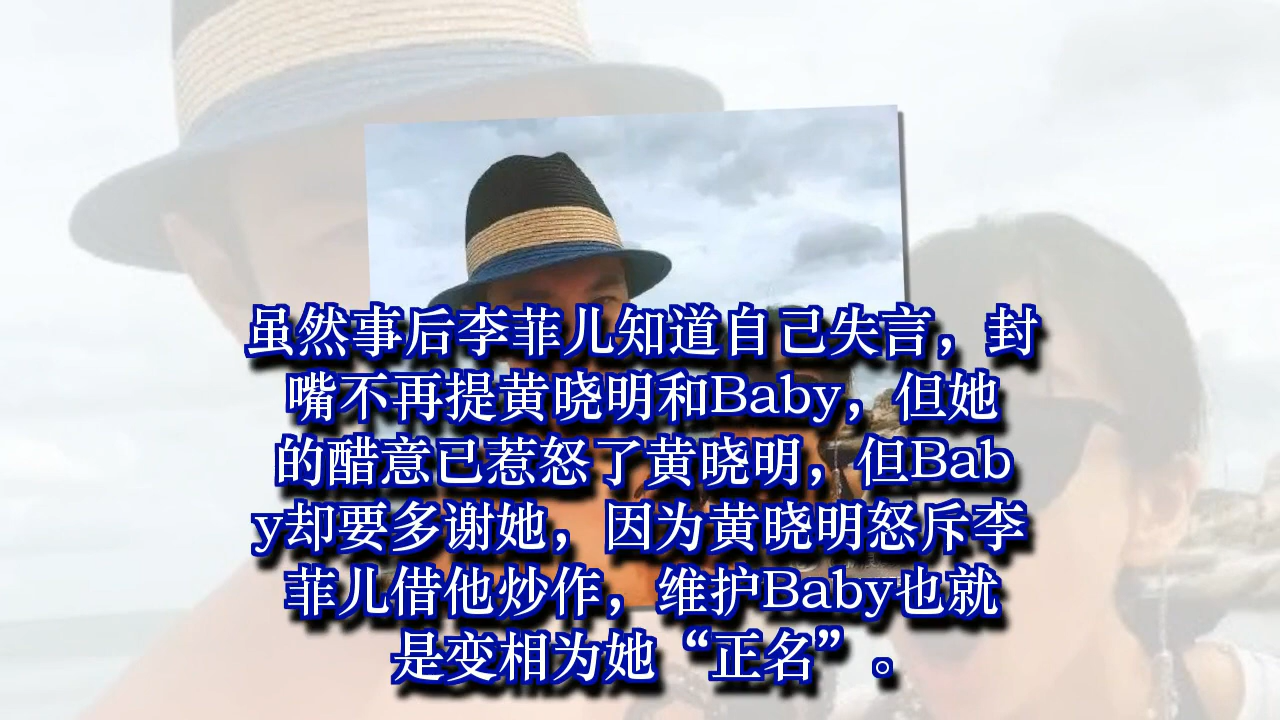 虽然事后李菲儿知道自己失言，封
嘴不再提黄晓明和Baby，但她
的醋意已惹怒了黄晓明，但Bab
y却要多谢她，因为黄晓明怒斥李
菲儿借他炒作，维护Baby也就
是变相为她“正名”。